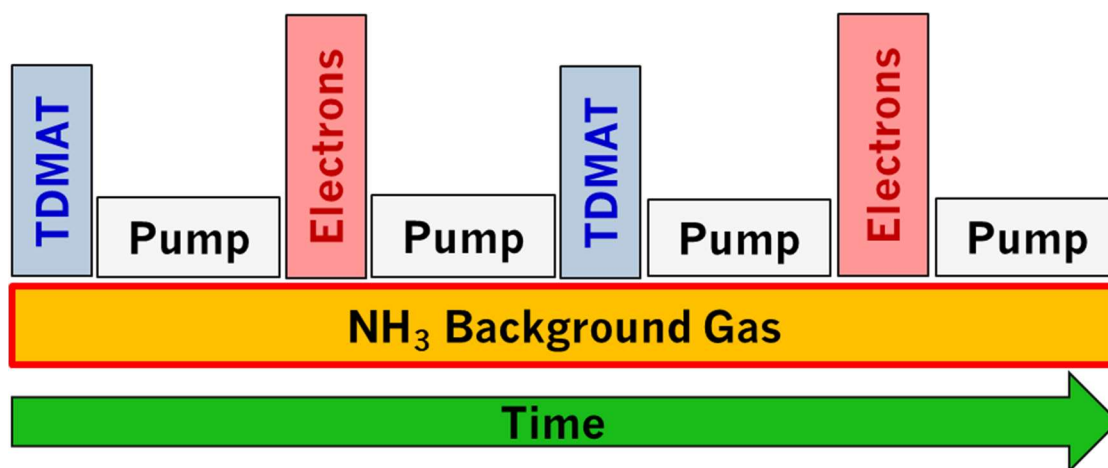 TDMAT
Pump
Electrons
Pump
TDMAT
Pump
Electrons
Pump
NH₃ Background Gas
Time